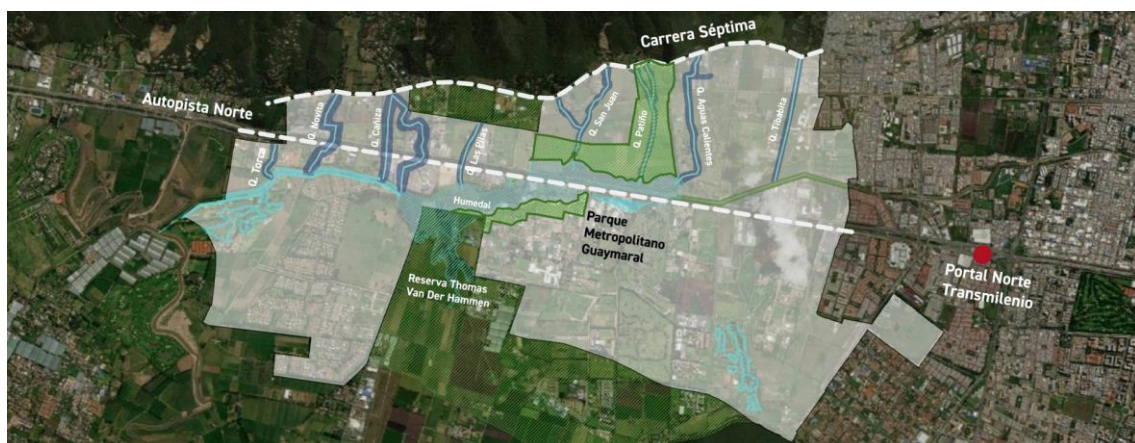 Carrera Séptima
Autopista Norte
Q. Torca
Q. Novita
Q. Cañiza
Q. Las Pilas
Q. San Juan
Q. Patiño
Q. Aguas Calientes
Q. Tibabita
Humedal
Parque
Metropolitano
Guaymaral
Reserva Thomas
Van Der Hammen
Portal Norte
Transmilenio